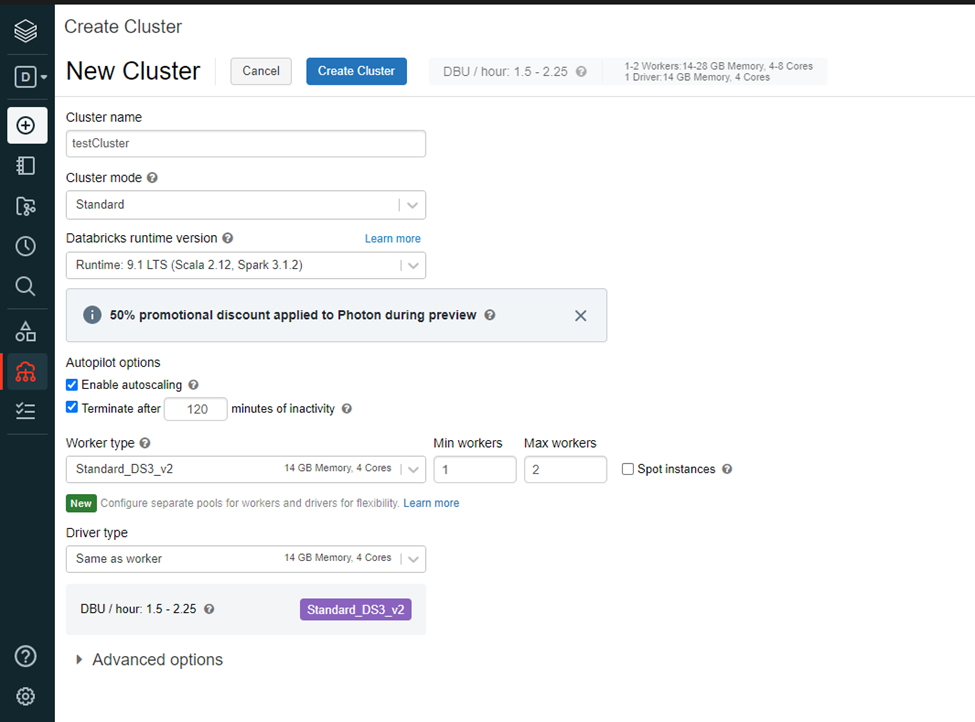 Create Cluster
D
New Cluster
Cancel
Create Cluster
DBU / hour: 1.5 - 2.25
1-2 Workers:14-28 GB Memory, 4-8 Cores
1 Driver:14 GB Memory, 4 Cores
Cluster name
testCluster
Cluster mode
Standard
Databricks runtime version
Learn more
Runtime: 9.1 LTS (Scala 2.12, Spark 3.1.2)
50% promotional discount applied to Photon during preview
Autopilot options
Enable autoscaling
Terminate after 120 minutes of inactivity
Worker type
Min workers
Max workers
Standard_DS3_v2 14 GB Memory, 4 Cores
1
2
Spot instances
New Configure separate pools for workers and drivers for flexibility. Learn more
Driver type
Same as worker 14 GB Memory, 4 Cores
DBU / hour: 1.5 - 2.25
Standard_DS3_v2
Advanced options